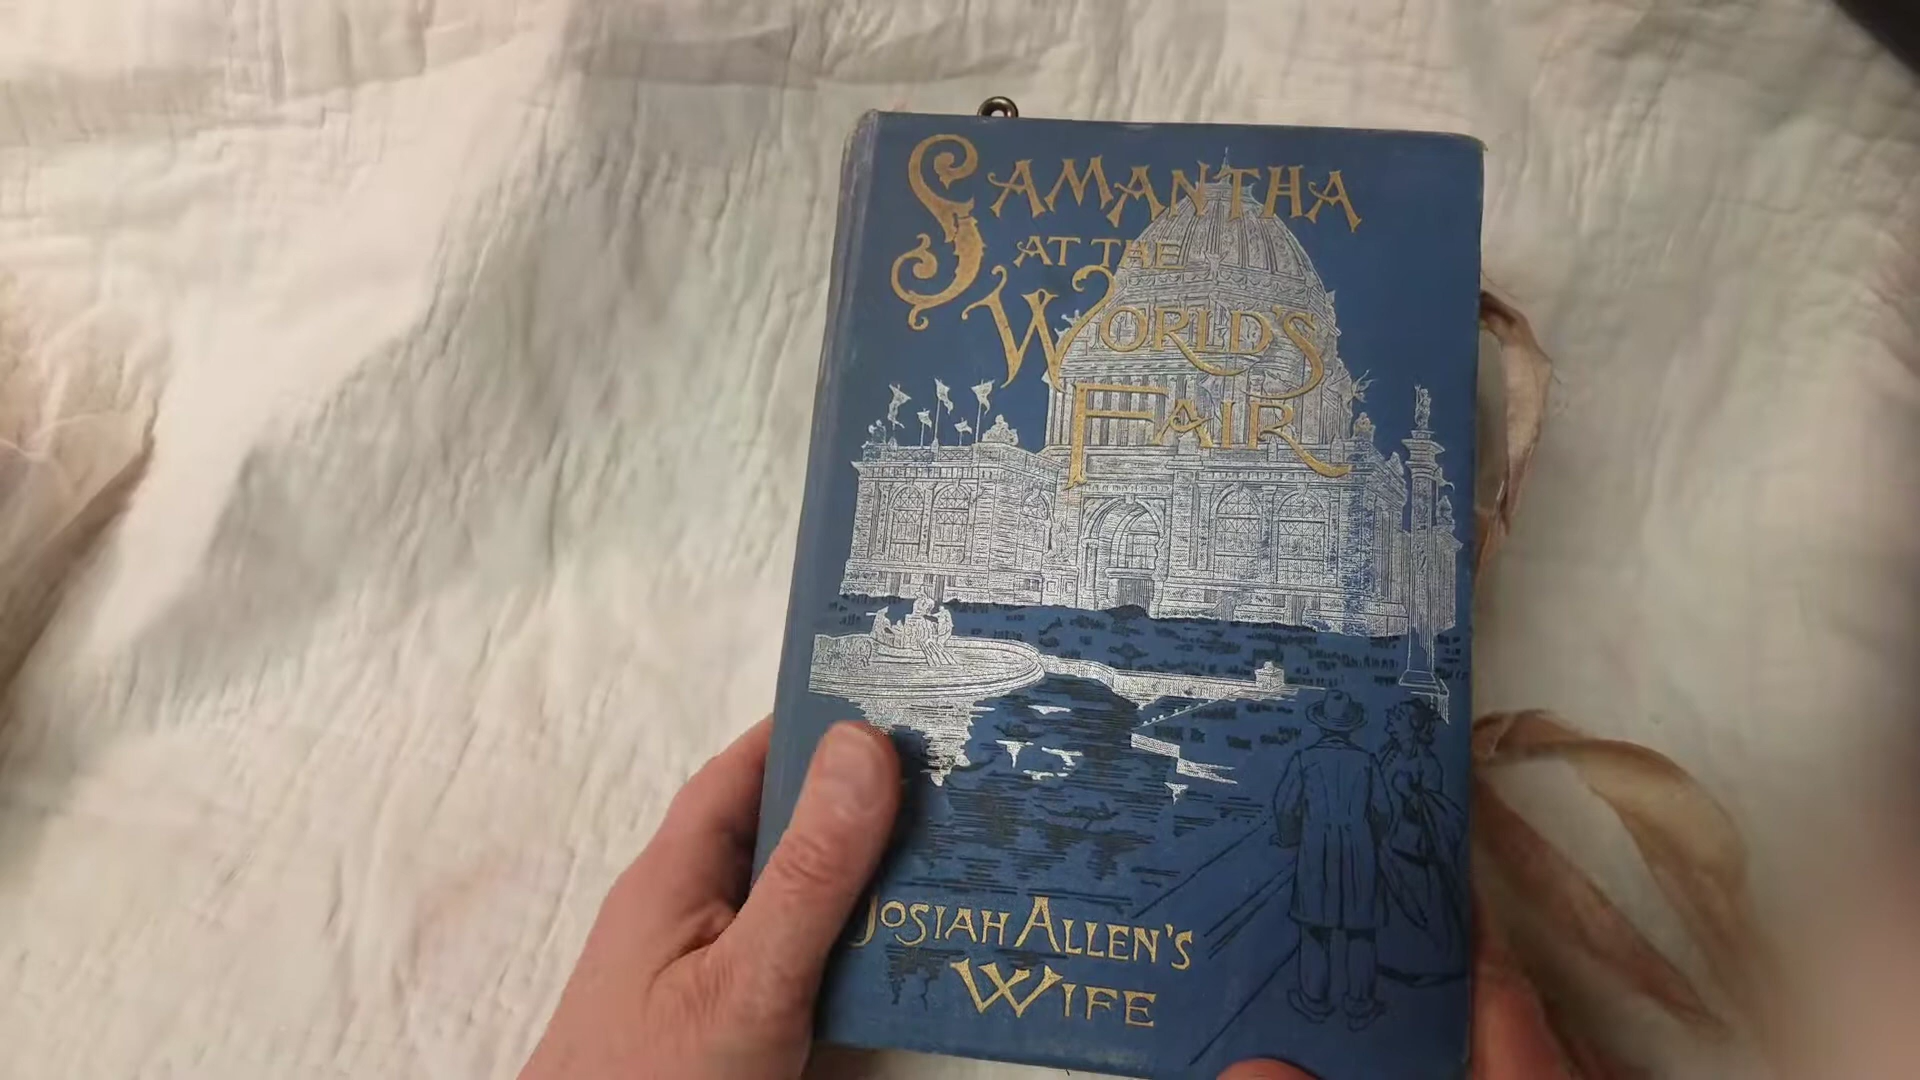 SAMANTHA
AT THE
WORLD'S
FAIR
JOSIAH ALLEN'S
WIFE